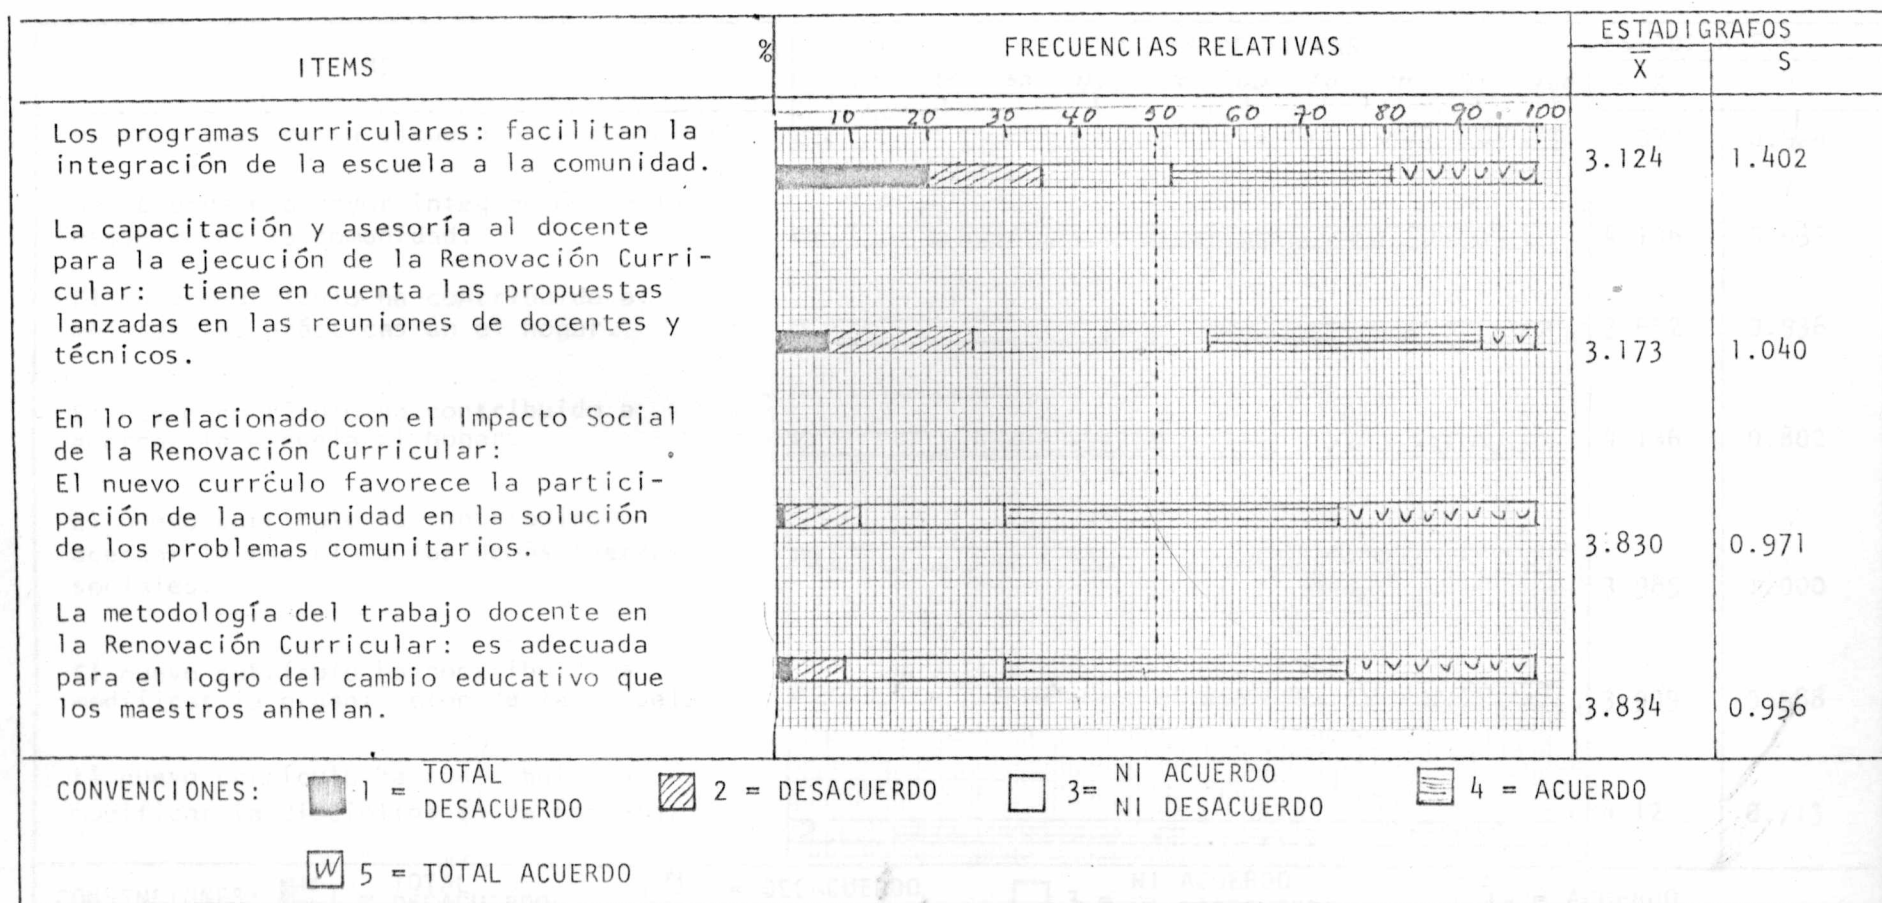 ITEMS
%
FRECUENCIAS RELATIVAS
ESTADIGRAFOS
X̅ S
10 20 30 40 50 60 70 80 90 100
Los programas curriculares: facilitan la
integración de la escuela a la comunidad.
3.124 1.402
La capacitación y asesoría al docente
para la ejecución de la Renovación Curri-
cular: tiene en cuenta las propuestas
lanzadas en las reuniones de docentes y
técnicos.
3.173 1.040
En lo relacionado con el Impacto Social
de la Renovación Curricular:
El nuevo currculo favorece la partici-
pación de la comunidad en la solución
de los problemas comunitarios.
3.830 0.971
La metodología del trabajo docente en
la Renovación Curricular: es adecuada
para el logro del cambio educativo que
los maestros anhelan.
3.834 0.956
CONVENCIONES: 1 = TOTAL
DESACUERDO
2 = DESACUERDO
3= NI ACUERDO
NI DESACUERDO
4 = ACUERDO
5 = TOTAL ACUERDO